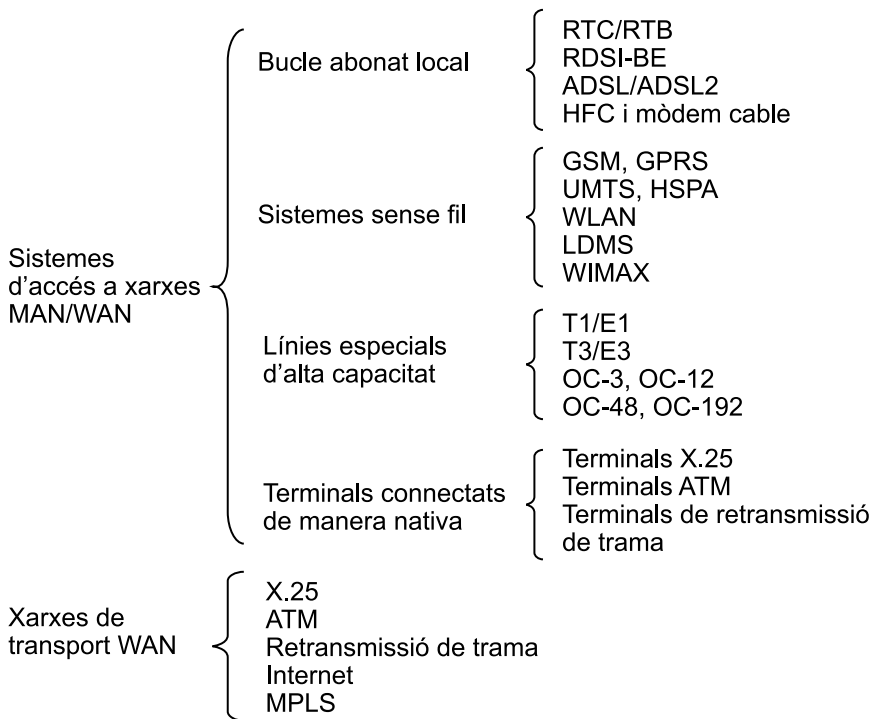 Sistemes
d’accés a xarxes
MAN/WAN
Bucle abonat local
RTC/RTB
RDSI-BE
ADSL/ADSL2
HFC i mòdem cable
Sistemes sense fil
GSM, GPRS
UMTS, HSPA
WLAN
LDMS
WIMAX
Línies especials
d’alta capacitat
T1/E1
T3/E3
OC-3, OC-12
OC-48, OC-192
Terminals connectats
de manera nativa
Terminals X.25
Terminals ATM
Terminals de retransmissió
de trama
Xarxes de
transport WAN
X.25
ATM
Retransmissió de trama
Internet
MPLS